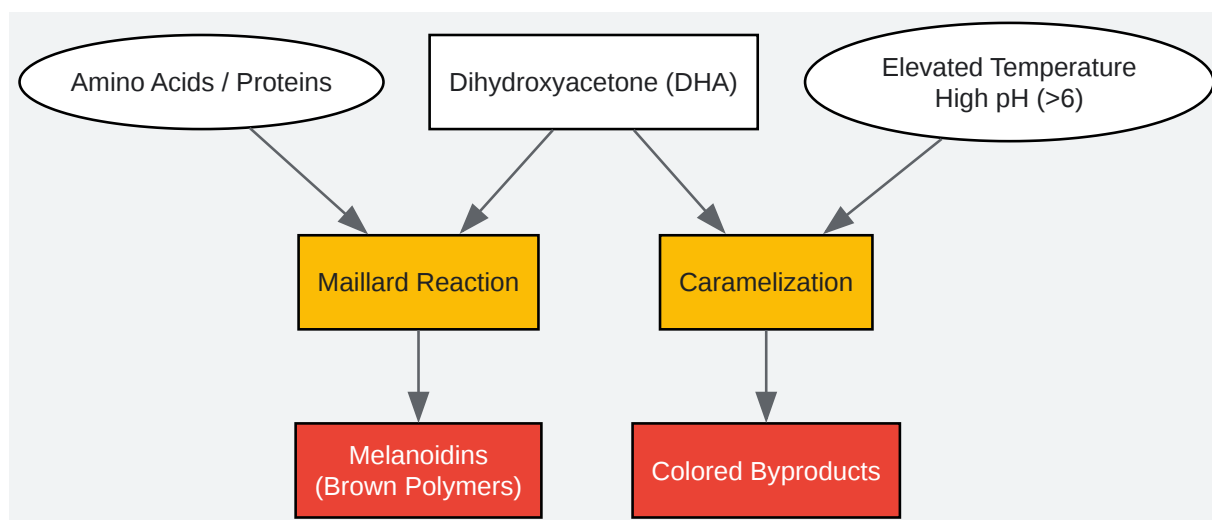 Amino Acids / Proteins
Dihydroxyacetone (DHA)
Elevated Temperature
High pH (>6)
Maillard Reaction
Caramelization
Melanoidins
(Brown Polymers)
Colored Byproducts